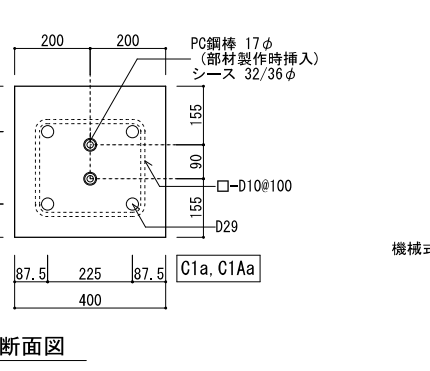 200
200
PC鋼棒 17φ
(部材製作時挿入)
シース 32/36φ
155
90
155
□-D10@100
D29
機械式
87.5
225
87.5
C1a, C1Aa
400
断面図